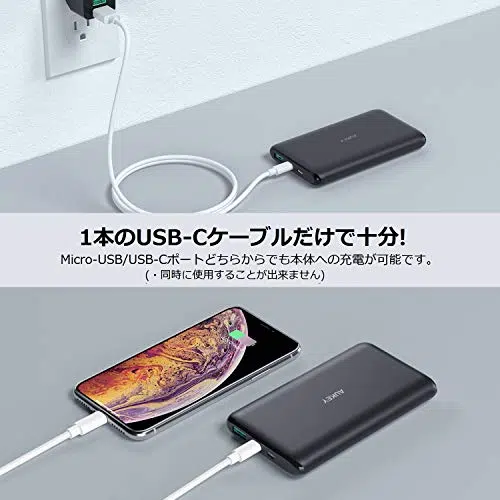 AUKEY
1本のUSB-Cケーブルだけで十分!
Micro-USB/USB-Cポートどちらからでも本体への充電が可能です。
(・同時に使用することが出来ません)
AUKEY